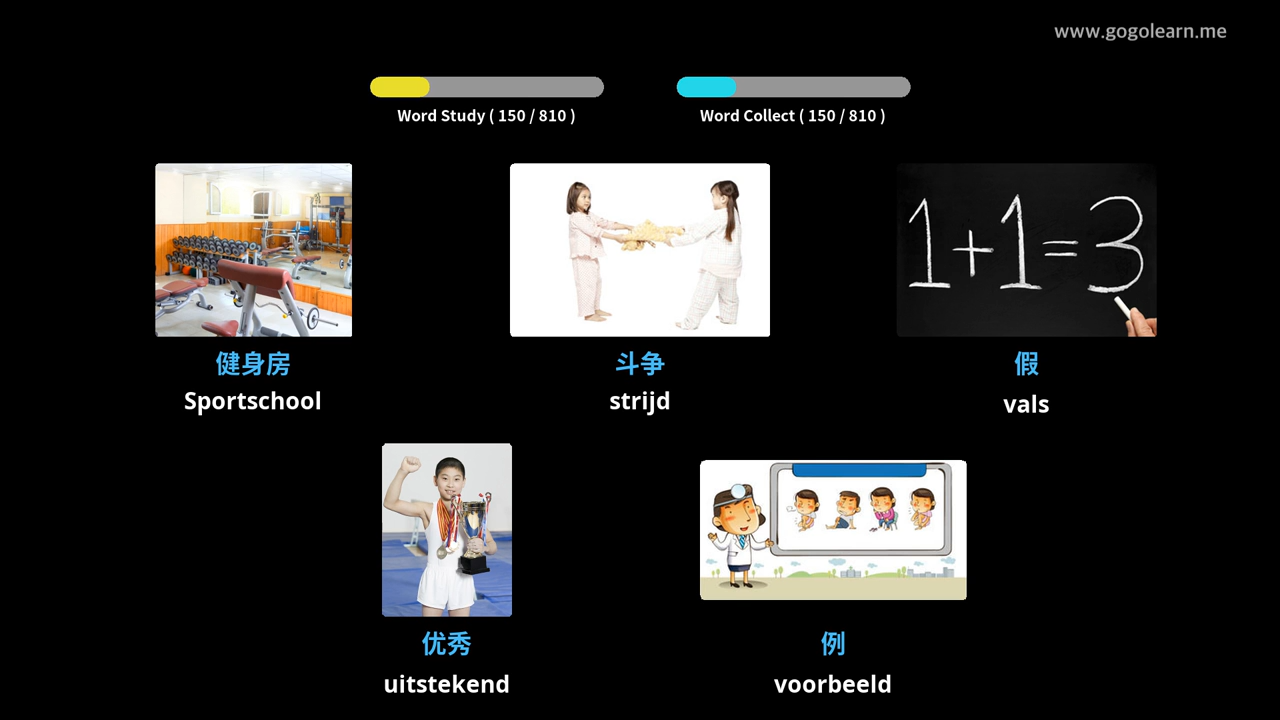 www.gogolearn.me
Word Study ( 150 / 810 )
Word Collect ( 150 / 810 )
1+1=3
健身房
Sportschool
斗争
strijd
假
vals
优秀
uitstekend
例
voorbeeld